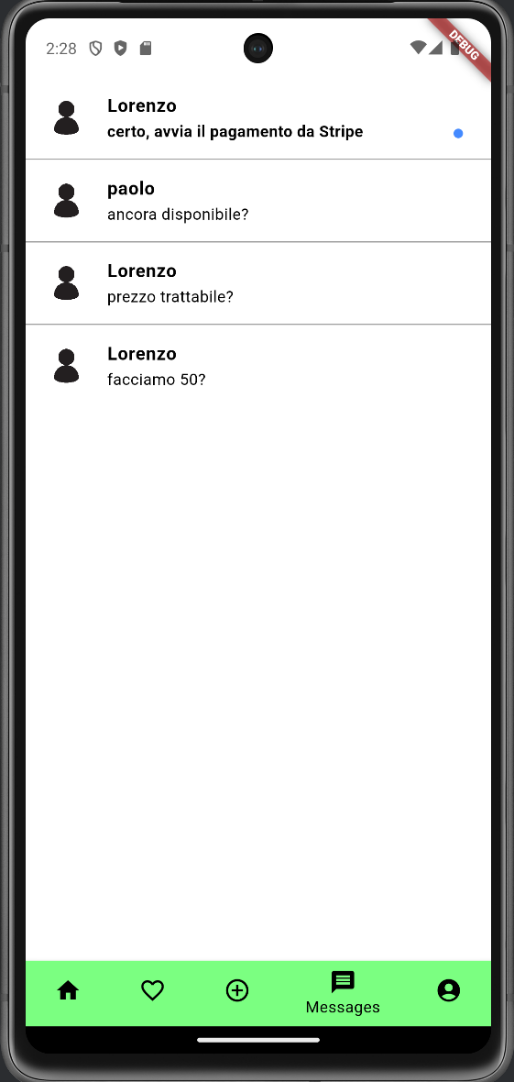 2:28
DEBUG
Lorenzo
certo, avvia il pagamento da Stripe
paolo
ancora disponibile?
Lorenzo
prezzo trattabile?
Lorenzo
facciamo 50?
Messages